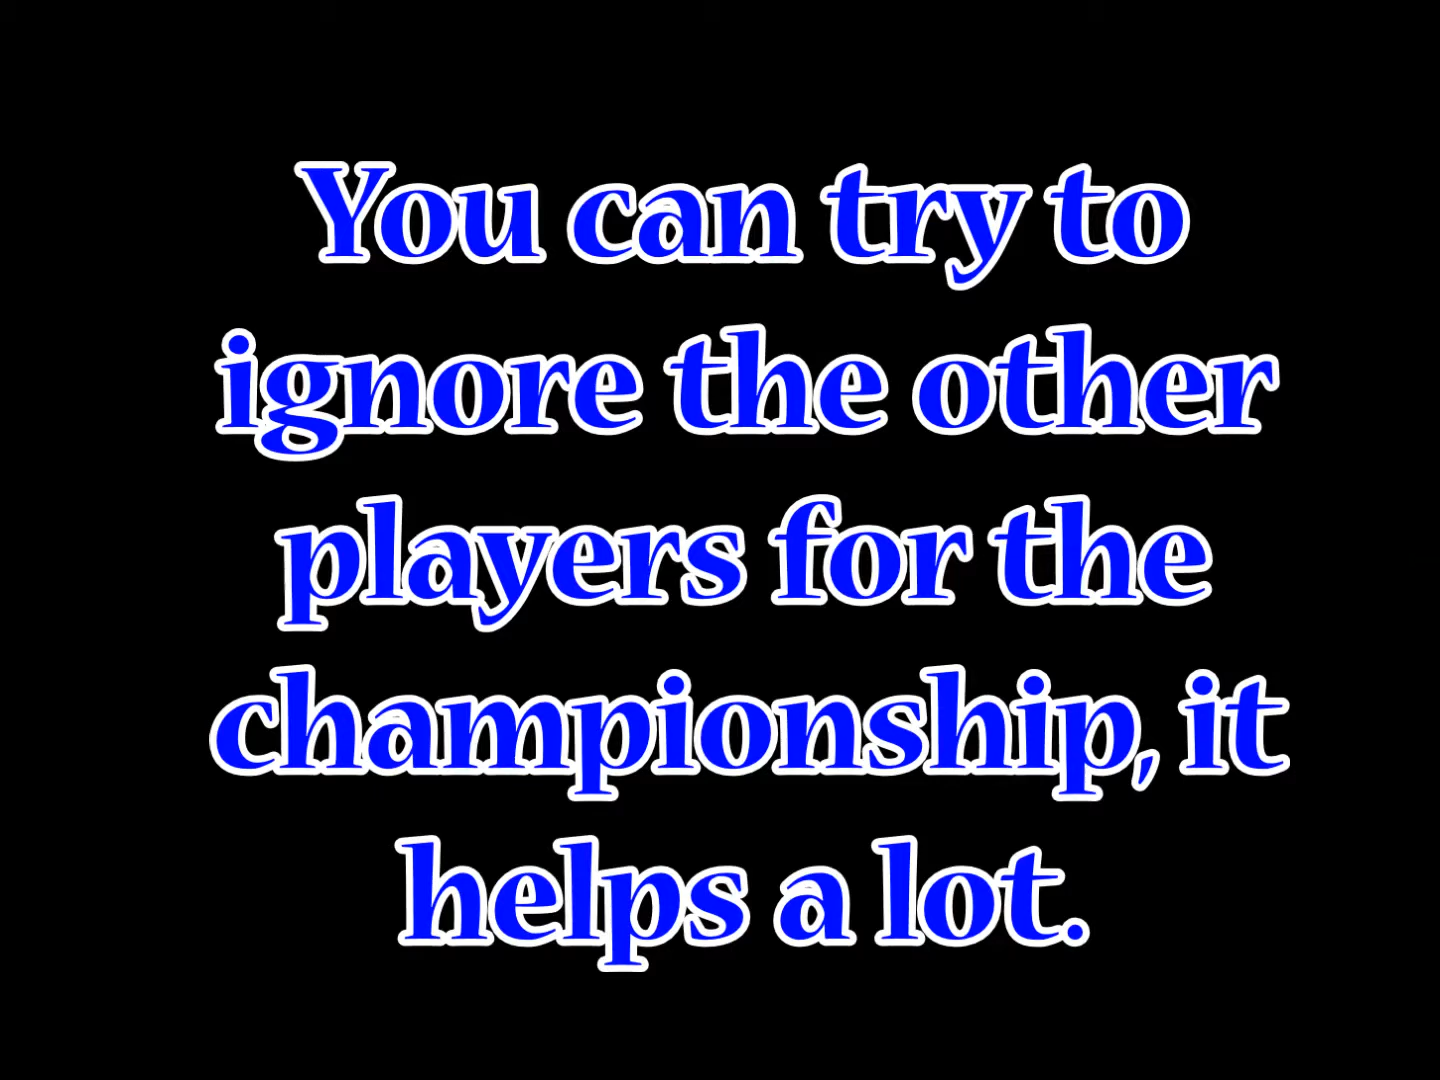 You can try to
ignore the other
players for the
championship, it
helps a lot.